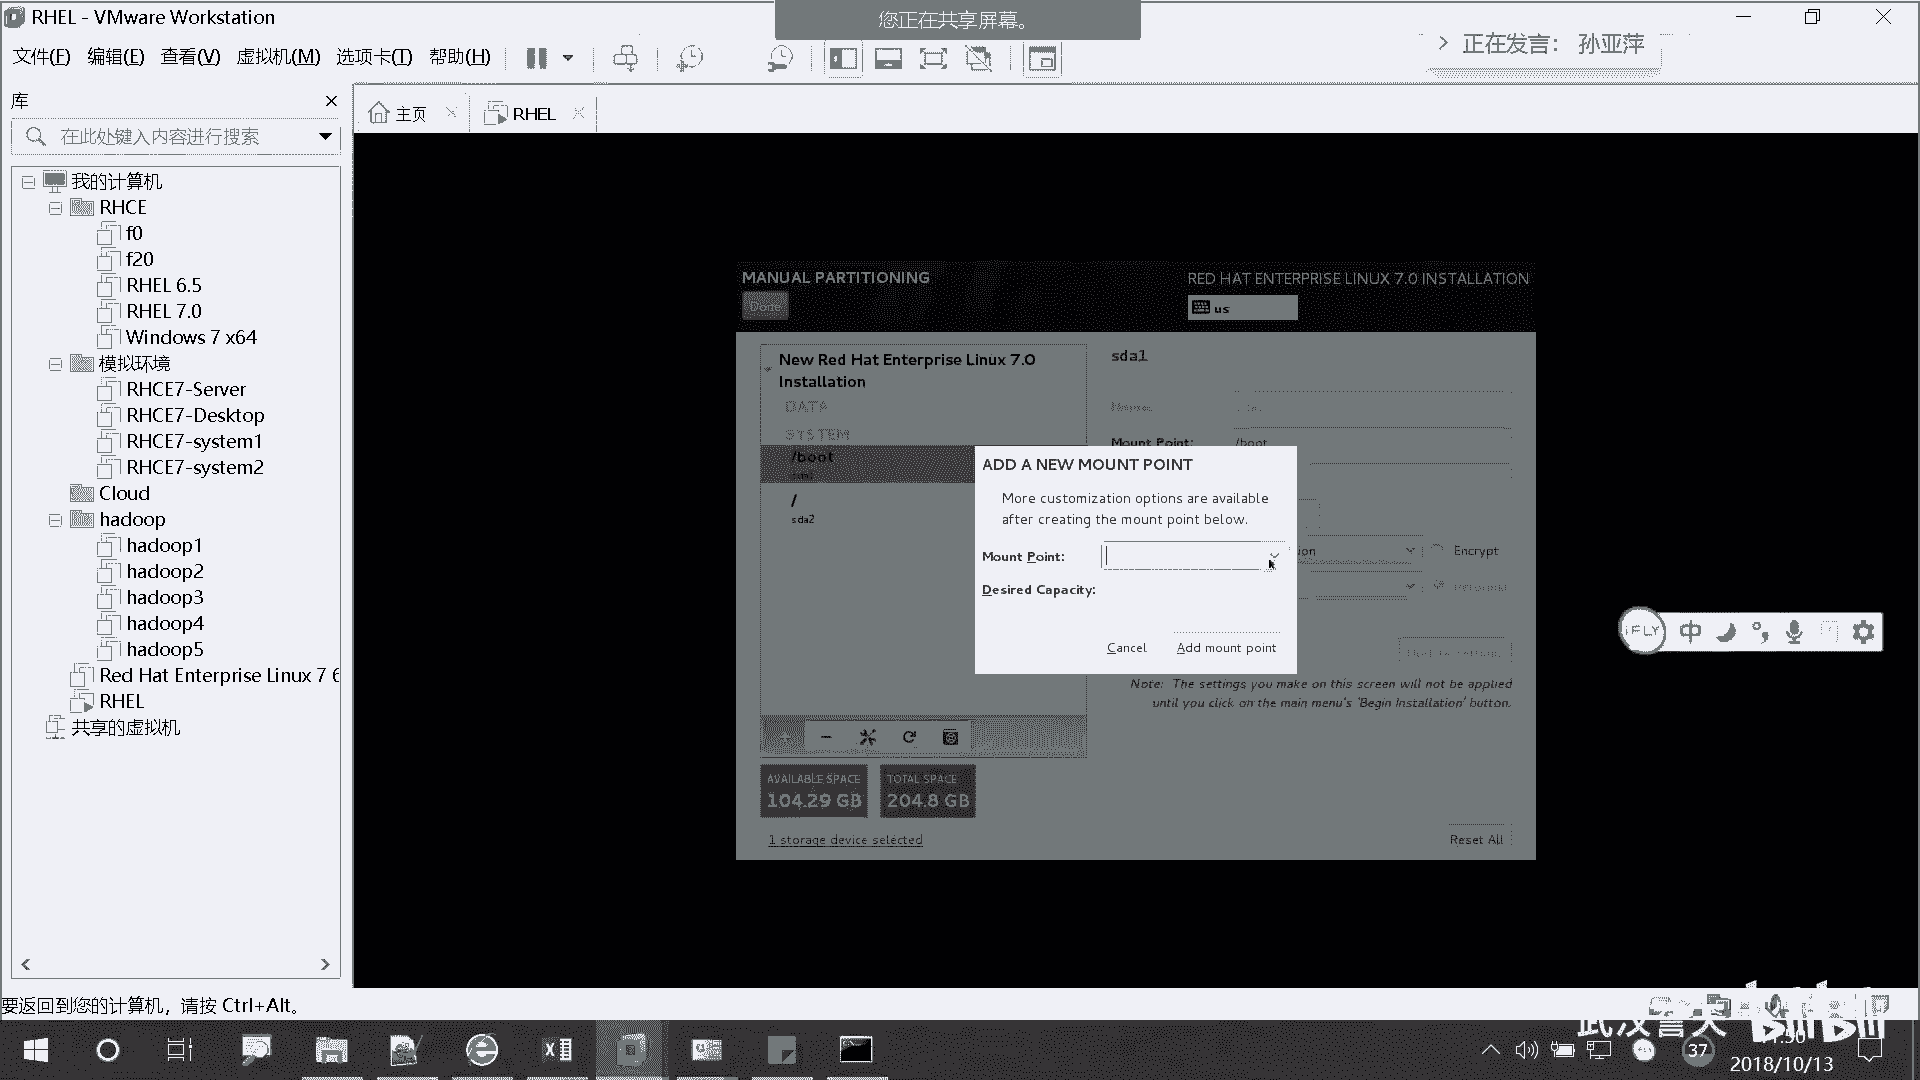 RHEL - VMware Workstation
您正在共享屏幕。
文件(F) 编辑(E) 查看(V) 虚拟机(M) 选项卡(T) 帮助(H)
正在发言: 孙亚萍
库
主页
RHEL
在此处键入内容进行搜索
我的计算机
RHCE
f0
f20
RHEL 6.5
RHEL 7.0
Windows 7 x64
模拟环境
RHCE7-Server
RHCE7-Desktop
RHCE7-system1
RHCE7-system2
Cloud
hadoop
hadoop1
hadoop2
hadoop3
hadoop4
hadoop5
Red Hat Enterprise Linux 7 6
RHEL
共享的虚拟机
MANUAL PARTITIONING
RED HAT ENTERPRISE LINUX 7.0 INSTALLATION
Done
us
New Red Hat Enterprise Linux 7.0
Installation
DATA
SYSTEM
/boot
/
sda2
sda1
Name:
Mount Point: /boot
Encrypt
ADD A NEW MOUNT POINT
More customization options are available
after creating the mount point below.
Mount Point:
Desired Capacity:
Cancel
Add mount point
Note: The settings you make on this screen will not be applied
until you click on the main menu's 'Begin Installation' button.
AVAILABLE SPACE
104.29 GB
TOTAL SPACE
204.8 GB
1 storage device selected
Reset All
iFLY
中
要返回到您的计算机，请按 Ctrl+Alt。
37
2018/10/13
bilibili